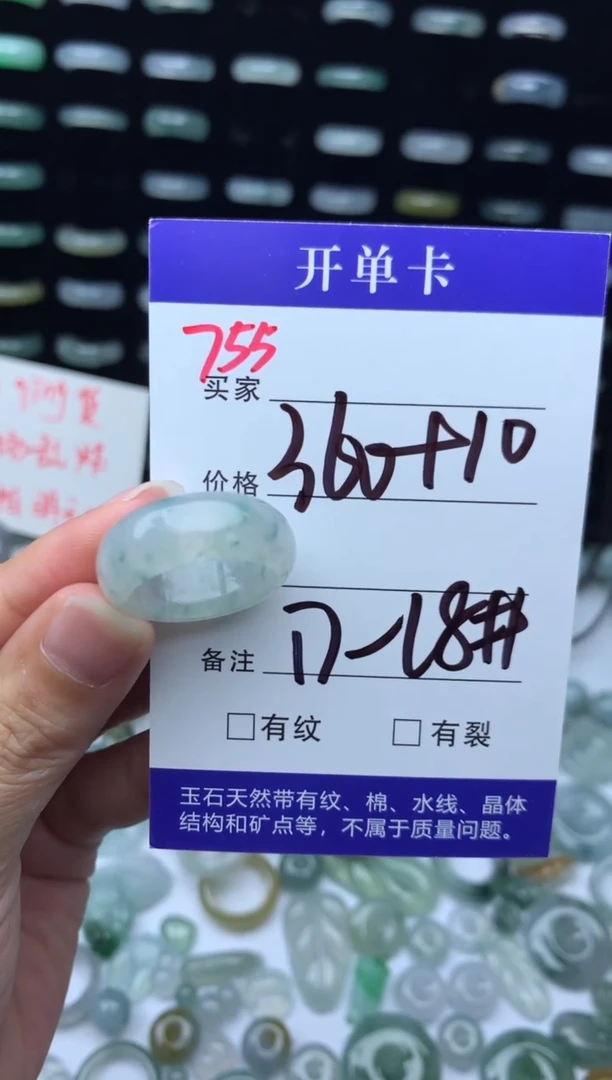 开单卡
755
买家
价格 360+10
备注 17-18#
□有纹 □有裂
玉石天然带有纹、棉、水线、晶体
结构和矿点等，不属于质量问题。